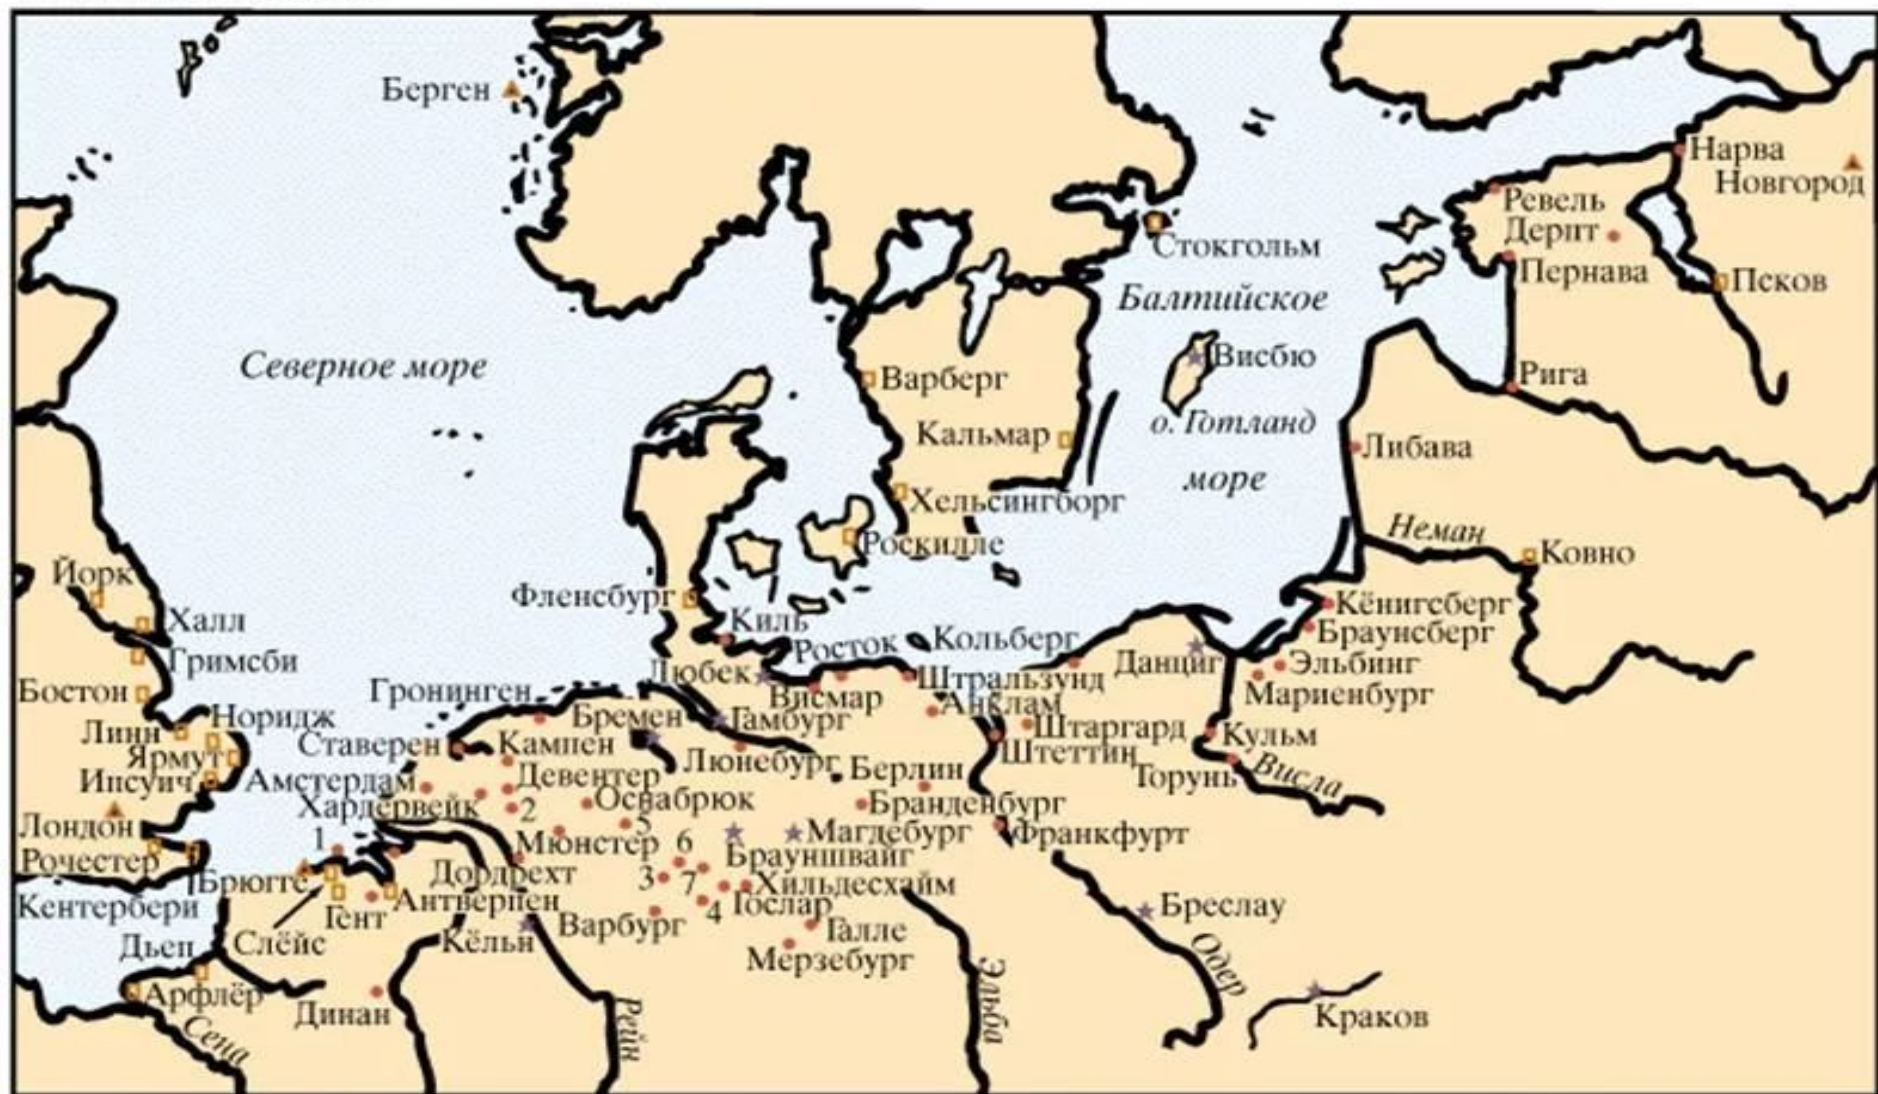 Берген
Нарва
Новгород
Ревель
Дерпт
Пернава
Псков
Стокгольм
Балтийское
Висбю
Северное море
Варберг
Рига
о. Готланд
Кальмар
Либава
море
Хельсингборг
Неман
Роскилле
Ковно
Йорк
Фленсбург
Кёнигсберг
Халл
Киль
Браунсберг
Росток
Кольберг
Гримсби
Любек
Данциг
Эльбинг
Бостон
Гронинген
Висмар
Штральзунд
Мариенбург
Анклам
Норидж
Бремен
Гамбург
Линн
Штаргард
Кульм
Ставерен
Кампен
Ярмут
Штеттин
Люнебург
Берлин
Торунь
Висла
Ипсуич
Амстердам
Девентер
Хардервейк
2
Оснабрюк
Бранденбург
Лондон
5
1
Мюнстер
6
Магдебург
Франкфурт
Рочестер
Брауншвайг
Брюгге
Дордрехт
3
7
Хильдесхайм
Кентербери
Гент
Антверпен
4
Гослар
Бреслау
Варбург
Дьеп
Слёйс
Кёльн
Галле
Мерзебург
Одер
Арфлёр
Динан
Эльба
Краков
Сена
Рейн